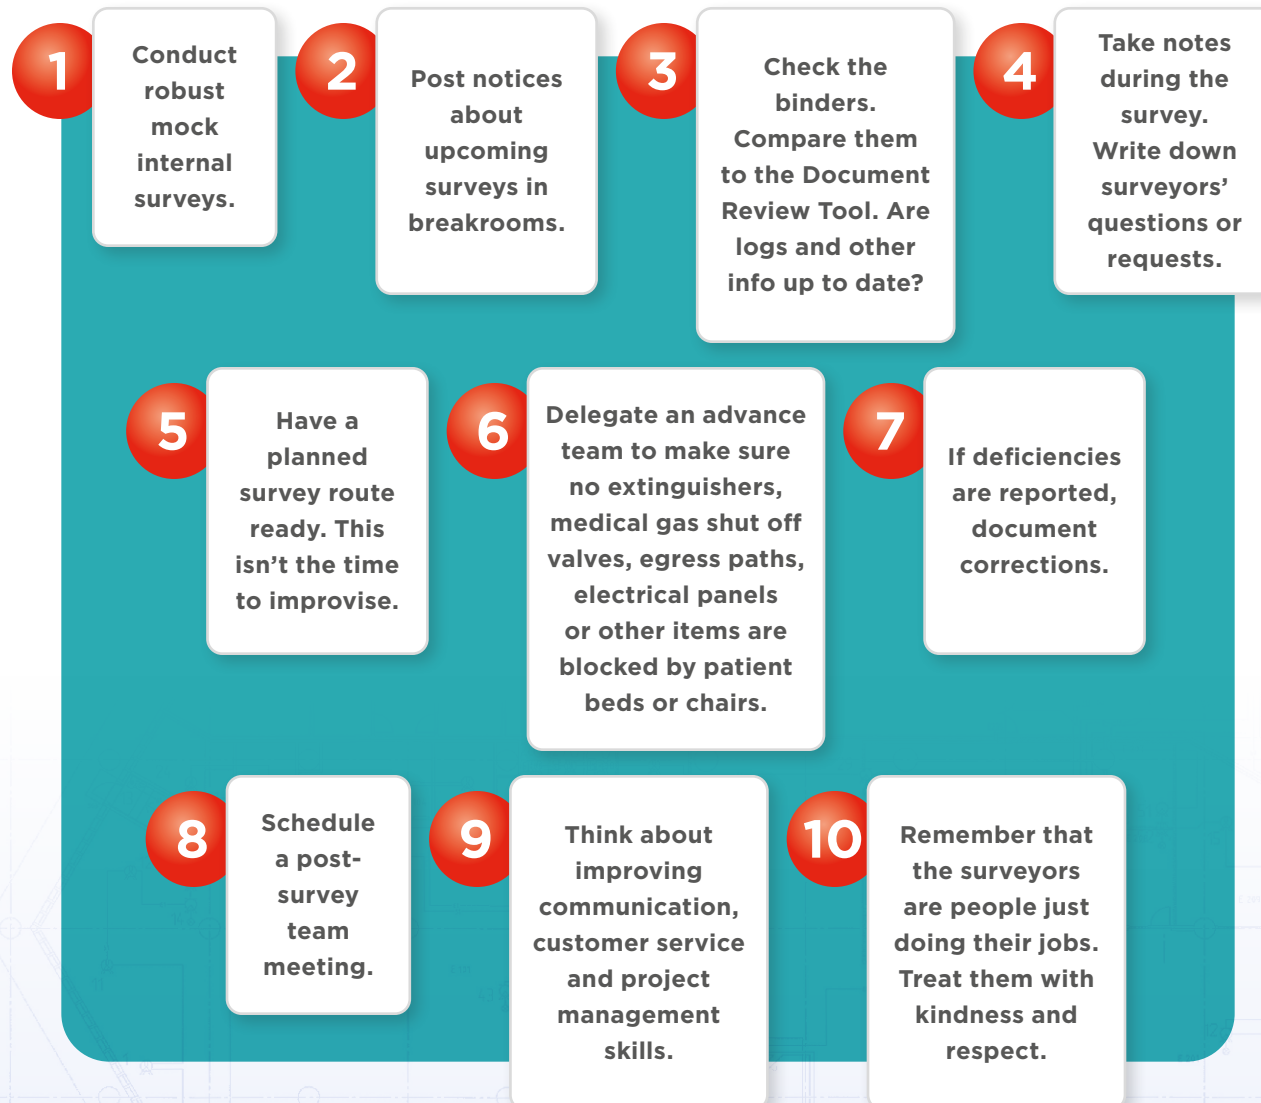 1
Conduct
robust
mock
internal
surveys.
2
Post notices
about
upcoming
surveys in
breakrooms.
3
Check the
binders.
Compare them
to the Document
Review Tool. Are
logs and other
info up to date?
4
Take notes
during the
survey.
Write down
surveyors’
questions or
requests.
5
Have a
planned
survey route
ready. This
isn’t the time
to improvise.
6
Delegate an advance
team to make sure
no extinguishers,
medical gas shut off
valves, egress paths,
electrical panels
or other items are
blocked by patient
beds or chairs.
7
If deficiencies
are reported,
document
corrections.
8
Schedule
a post-
survey
team
meeting.
9
Think about
improving
communication,
customer service
and project
management
skills.
10
Remember that
the surveyors
are people just
doing their jobs.
Treat them with
kindness and
respect.